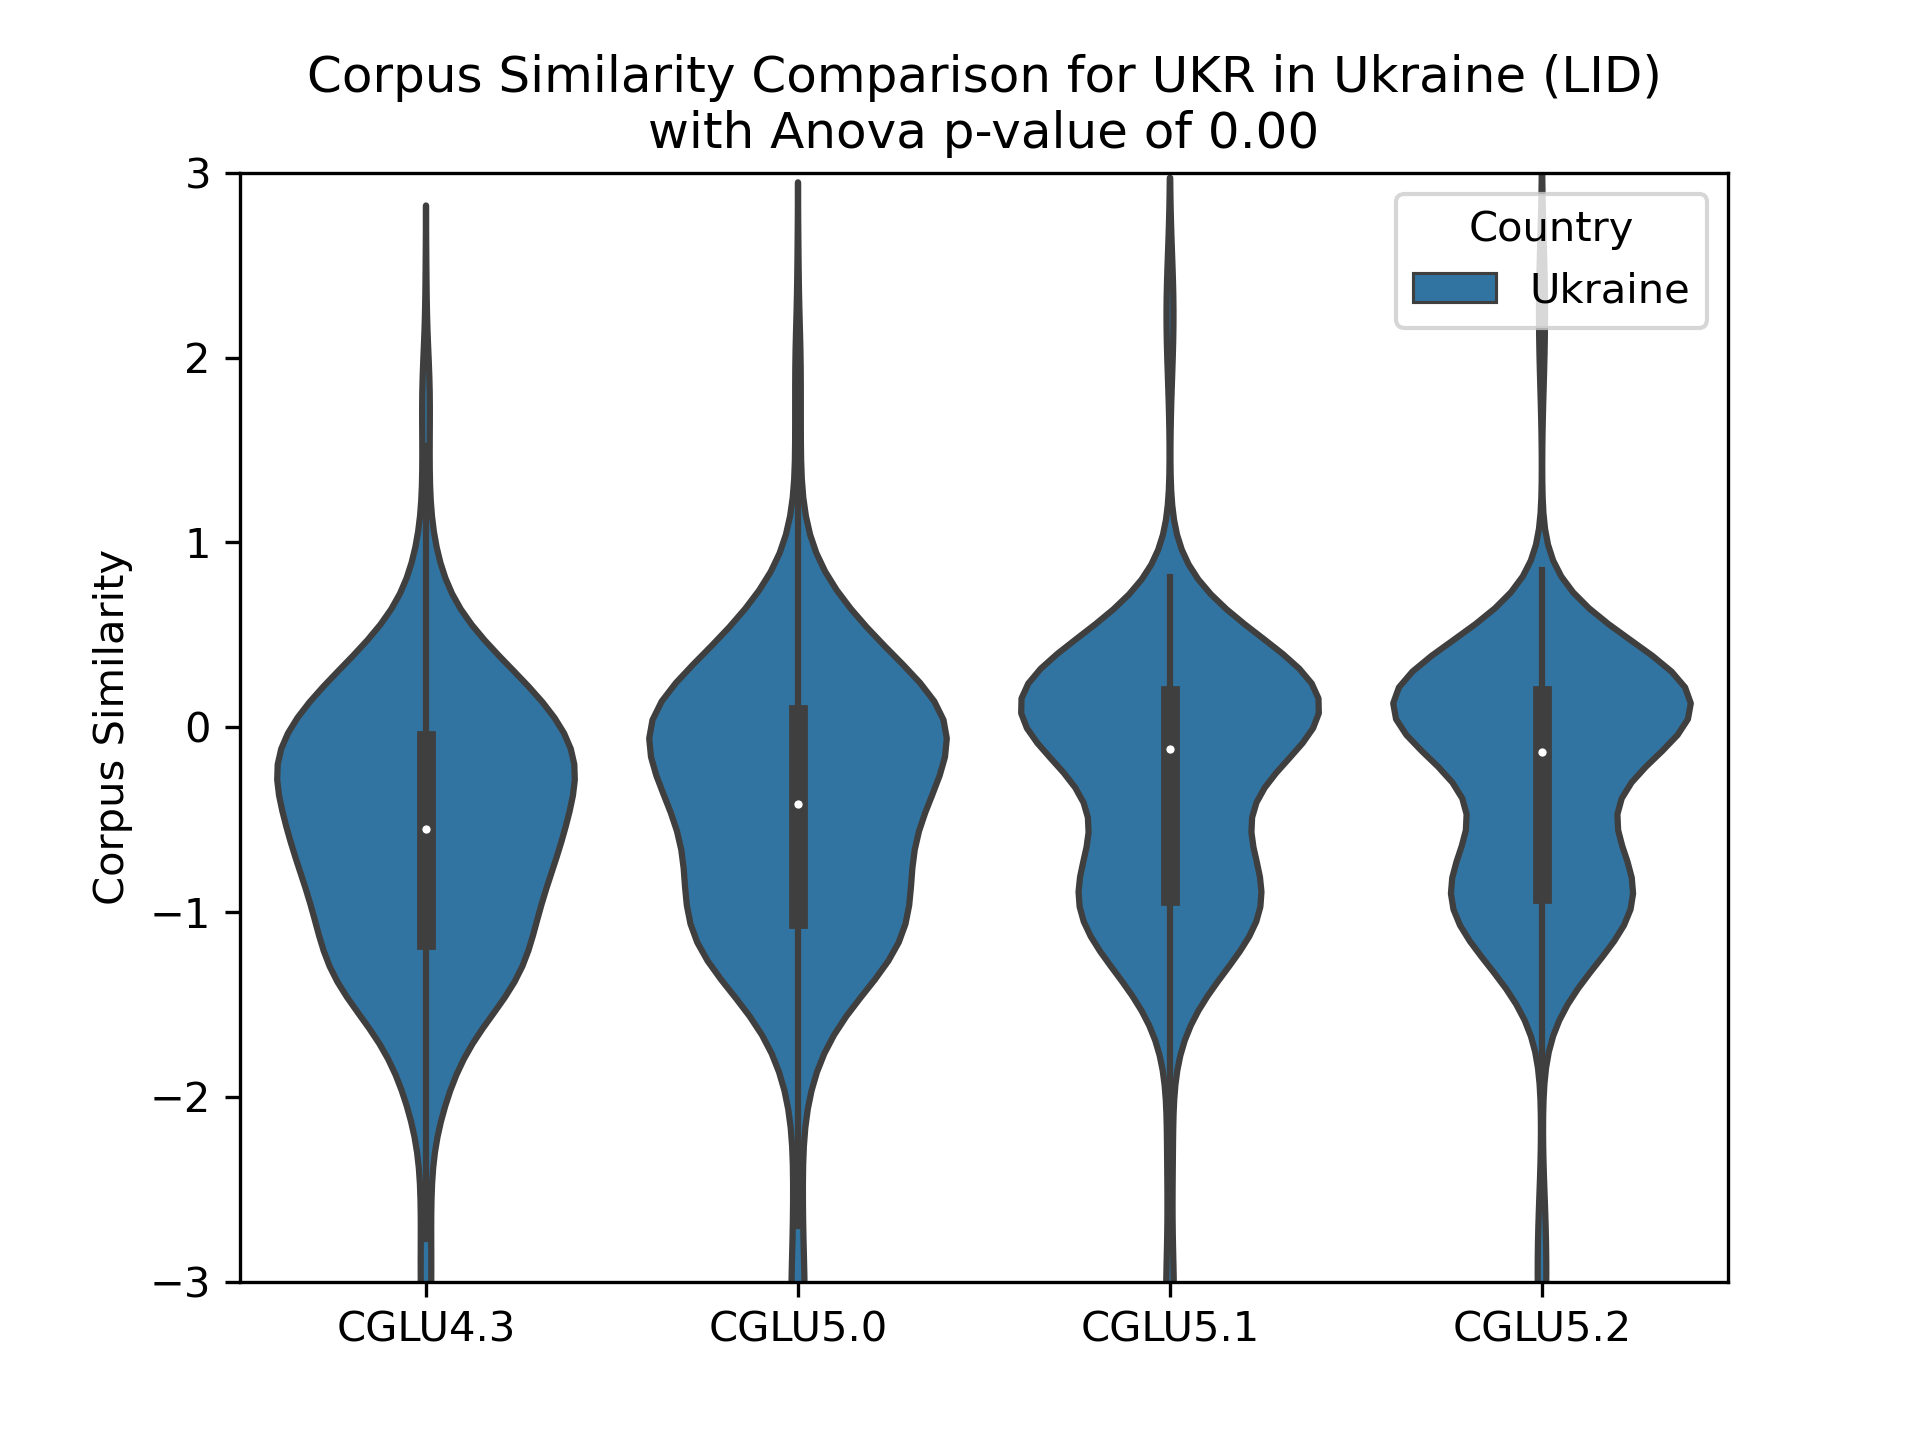 Corpus Similarity Comparison for UKR in Ukraine (LID)
with Anova p-value of 0.00
Corpus Similarity
3
2
1
0
−1
−2
−3
Country
Ukraine
CGLU4.3
CGLU5.0
CGLU5.1
CGLU5.2